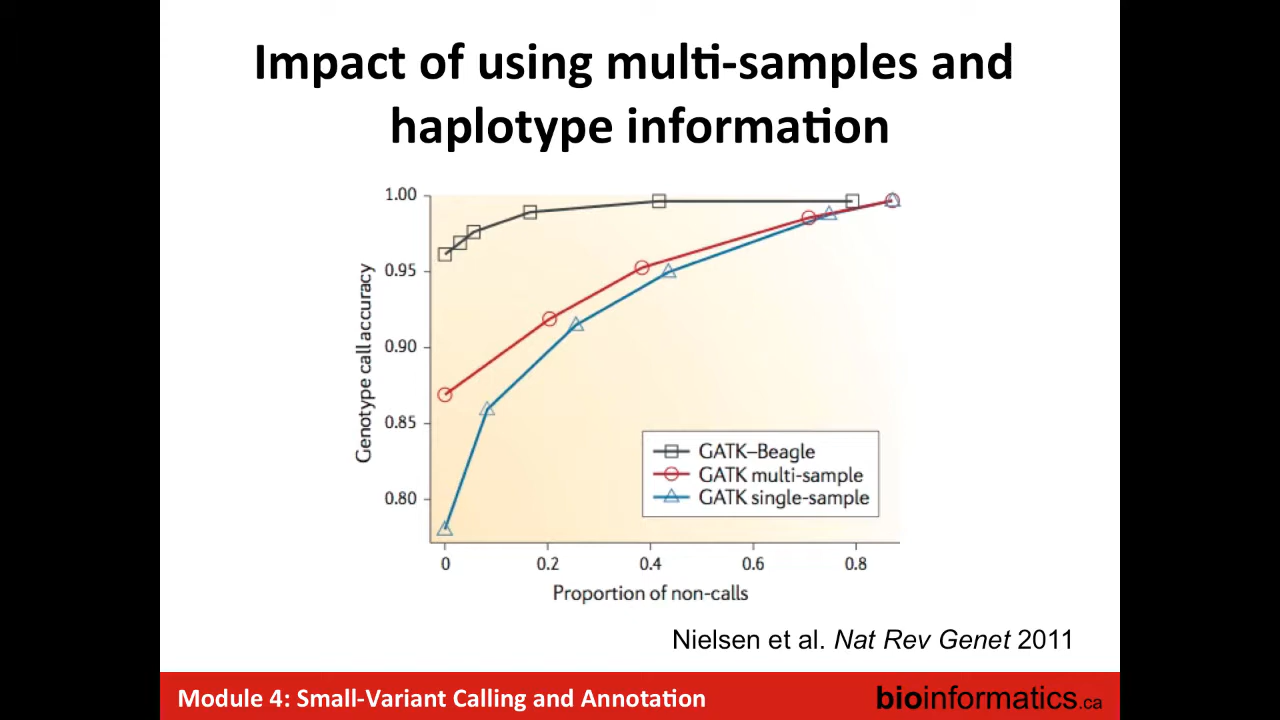 Impact of using multi-samples and
haplotype information
1.00
0.95
0.90
0.85
0.80
Genotype call accuracy
GATK–Beagle
GATK multi-sample
GATK single-sample
0 0.2 0.4 0.6 0.8
Proportion of non-calls
Nielsen et al. Nat Rev Genet 2011
Module 4: Small-Variant Calling and Annotation
bioinformatics.ca